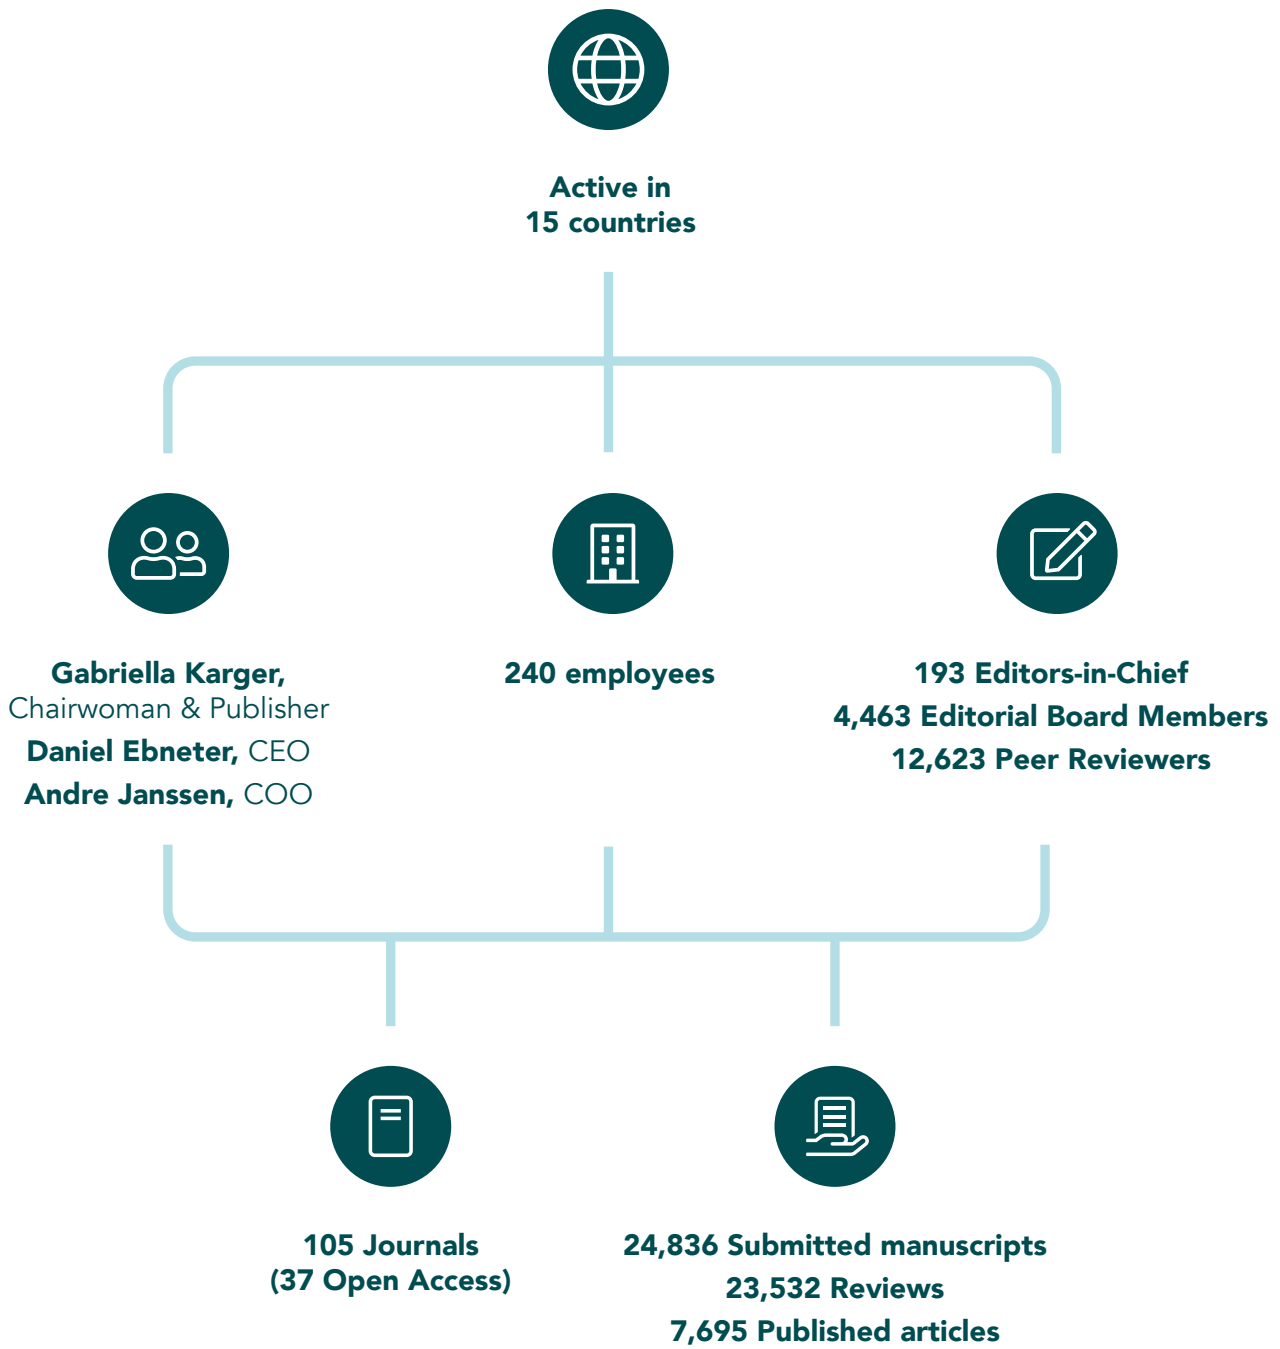 Active in
15 countries
Gabriella Karger,
Chairwoman & Publisher
Daniel Ebneter, CEO
Andre Janssen, COO
240 employees
193 Editors-in-Chief
4,463 Editorial Board Members
12,623 Peer Reviewers
105 Journals
(37 Open Access)
24,836 Submitted manuscripts
23,532 Reviews
7,695 Published articles